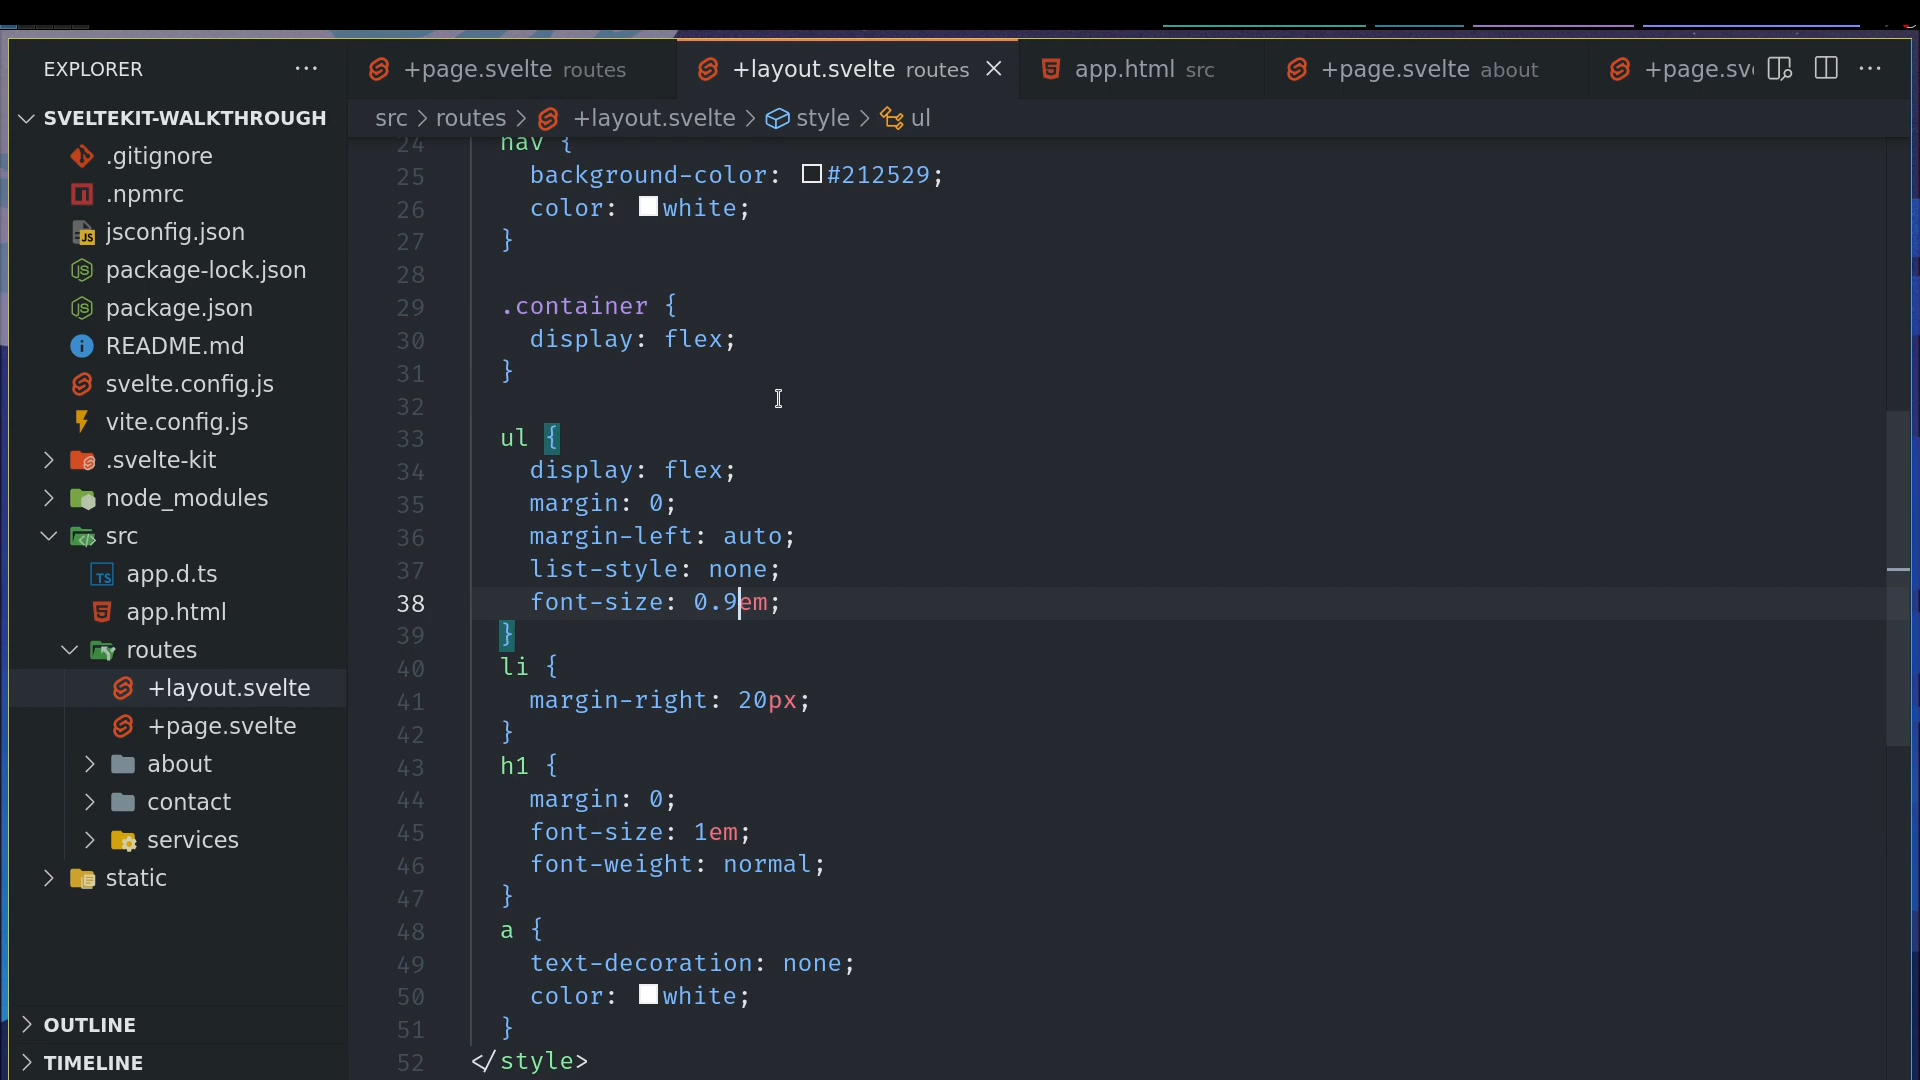 EXPLORER
SVELTEKIT-WALKTHROUGH
.gitignore
.npmrc
jsconfig.json
package-lock.json
package.json
README.md
svelte.config.js
vite.config.js
.svelte-kit
node_modules
src
app.d.ts
app.html
routes
+layout.svelte
+page.svelte
about
contact
services
static
OUTLINE
TIMELINE
+page.svelte routes
+layout.svelte routes
app.html src
+page.svelte about
+page.sv
src > routes > +layout.svelte > style > ul
24 nav {
25 background-color: #212529;
26 color: white;
27 }
28
29 .container {
30 display: flex;
31 }
32
33 ul {
34 display: flex;
35 margin: 0;
36 margin-left: auto;
37 list-style: none;
38 font-size: 0.9em;
39 }
40 li {
41 margin-right: 20px;
42 }
43 h1 {
44 margin: 0;
45 font-size: 1em;
46 font-weight: normal;
47 }
48 a {
49 text-decoration: none;
50 color: white;
51 }
52 </style>